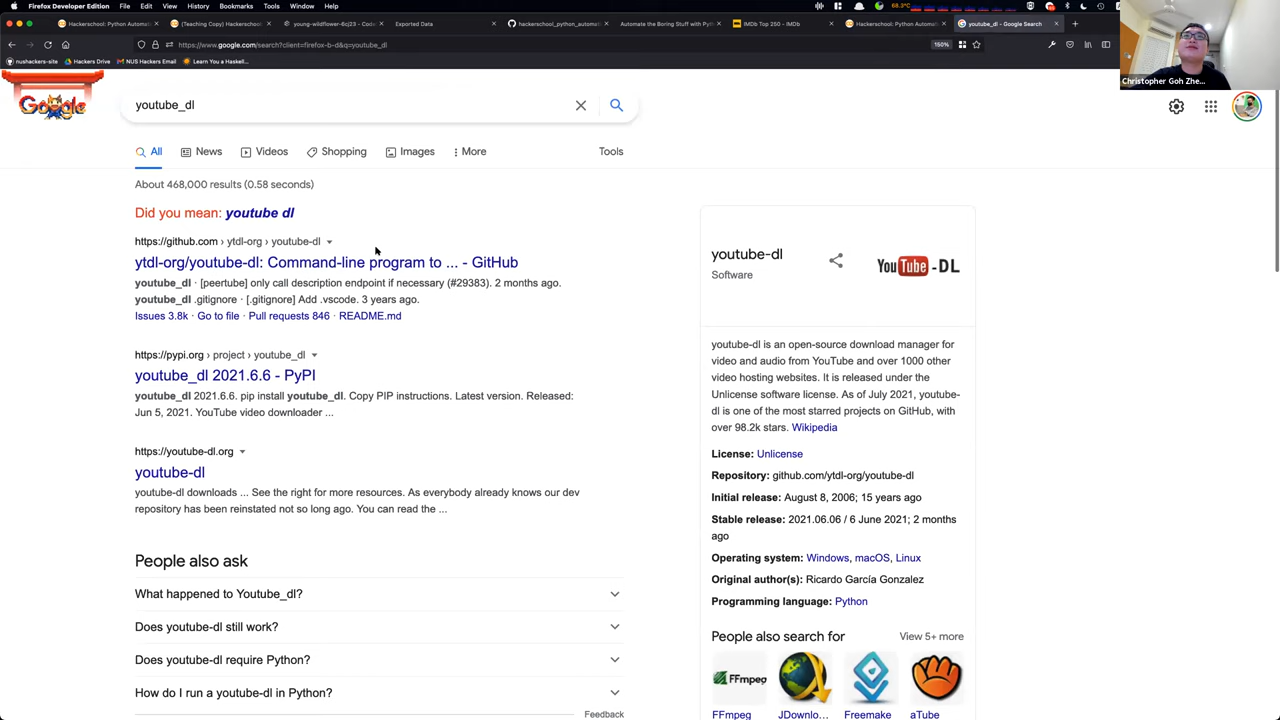 Firefox Developer Edition File Edit View History Bookmarks Tools Window Help
68.3°C
Hackerschool: Python Automat
(Teaching Copy) Hackerschool:
young-wildflower-6cj23 - Code
Exported Data
hackerschool_python_automati
Automate the Boring Stuff with P
IMDb Top 250 - IMDb
Hackerschool: Python Automati
youtube_dl - Google Search
https://www.google.com/search?client=firefox-b-d&q=youtube_dl
150%
nushackers-site
Hackers Drive
NUS Hackers Email
Learn You a Haskell...
Christopher Goh Zhe...
Google
youtube_dl
All
News
Videos
Shopping
Images
More
Tools
About 468,000 results (0.58 seconds)
Did you mean: youtube dl
https://github.com › ytdl-org › youtube-dl
ytdl-org/youtube-dl: Command-line program to ... - GitHub
youtube_dl · [peertube] only call description endpoint if necessary (#29383). 2 months ago.
youtube_dl .gitignore · [.gitignore] Add .vscode. 3 years ago.
Issues 3.8k · Go to file · Pull requests 846 · README.md
https://pypi.org › project › youtube_dl
youtube_dl 2021.6.6 - PyPI
youtube_dl 2021.6.6. pip install youtube_dl. Copy PIP instructions. Latest version. Released:
Jun 5, 2021. YouTube video downloader ...
https://youtube-dl.org
youtube-dl
youtube-dl downloads ... See the right for more resources. As everybody already knows our dev
repository has been reinstated not so long ago. You can read the ...
People also ask
What happened to Youtube_dl?
Does youtube-dl still work?
Does youtube-dl require Python?
How do I run a youtube-dl in Python?
Feedback
youtube-dl
Software
YouTube-DL
youtube-dl is an open-source download manager for
video and audio from YouTube and over 1000 other
video hosting websites. It is released under the
Unlicense software license. As of July 2021, youtube-
dl is one of the most starred projects on GitHub, with
over 98.2k stars. Wikipedia
License: Unlicense
Repository: github.com/ytdl-org/youtube-dl
Initial release: August 8, 2006; 15 years ago
Stable release: 2021.06.06 / 6 June 2021; 2 months
ago
Operating system: Windows, macOS, Linux
Original author(s): Ricardo García Gonzalez
Programming language: Python
People also search for
View 5+ more
FFmpeg
FFmpeg
JDownlo...
Freemake
aTube